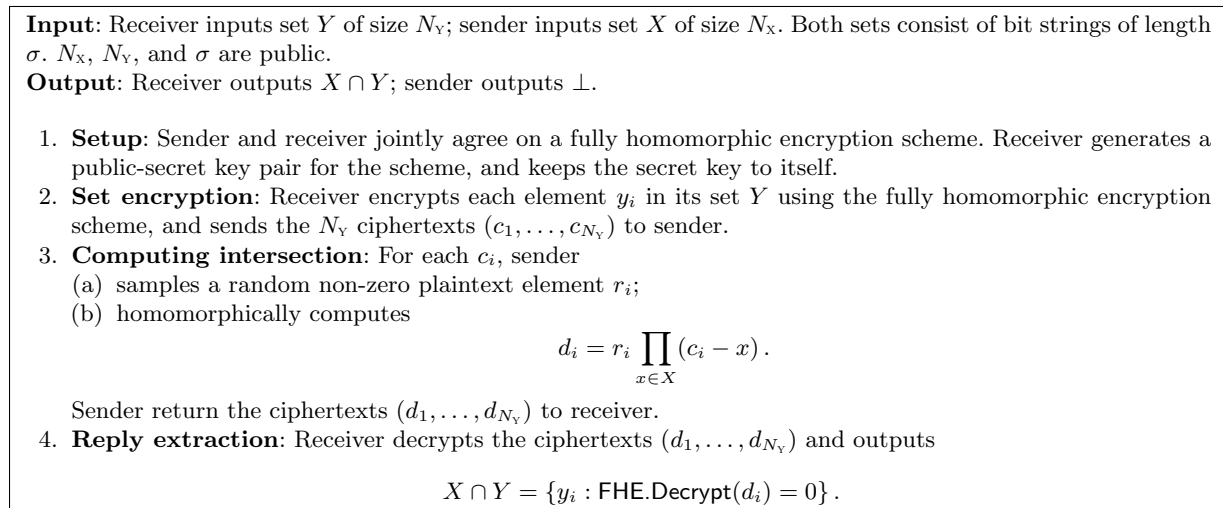 Input: Receiver inputs set Y of size N_Y; sender inputs set X of size N_X. Both sets consist of bit strings of length
σ. N_X, N_Y, and σ are public.
Output: Receiver outputs X ∩ Y; sender outputs ⊥.
1. Setup: Sender and receiver jointly agree on a fully homomorphic encryption scheme. Receiver generates a
public-secret key pair for the scheme, and keeps the secret key to itself.
2. Set encryption: Receiver encrypts each element y_i in its set Y using the fully homomorphic encryption
scheme, and sends the N_Y ciphertexts (c_1, . . . , c_{N_Y}) to sender.
3. Computing intersection: For each c_i, sender
(a) samples a random non-zero plaintext element r_i;
(b) homomorphically computes
d_i = r_i ∏_{x∈X} (c_i − x) .
Sender return the ciphertexts (d_1, . . . , d_{N_Y}) to receiver.
4. Reply extraction: Receiver decrypts the ciphertexts (d_1, . . . , d_{N_Y}) and outputs
X ∩ Y = {y_i : FHE.Decrypt(d_i) = 0} .